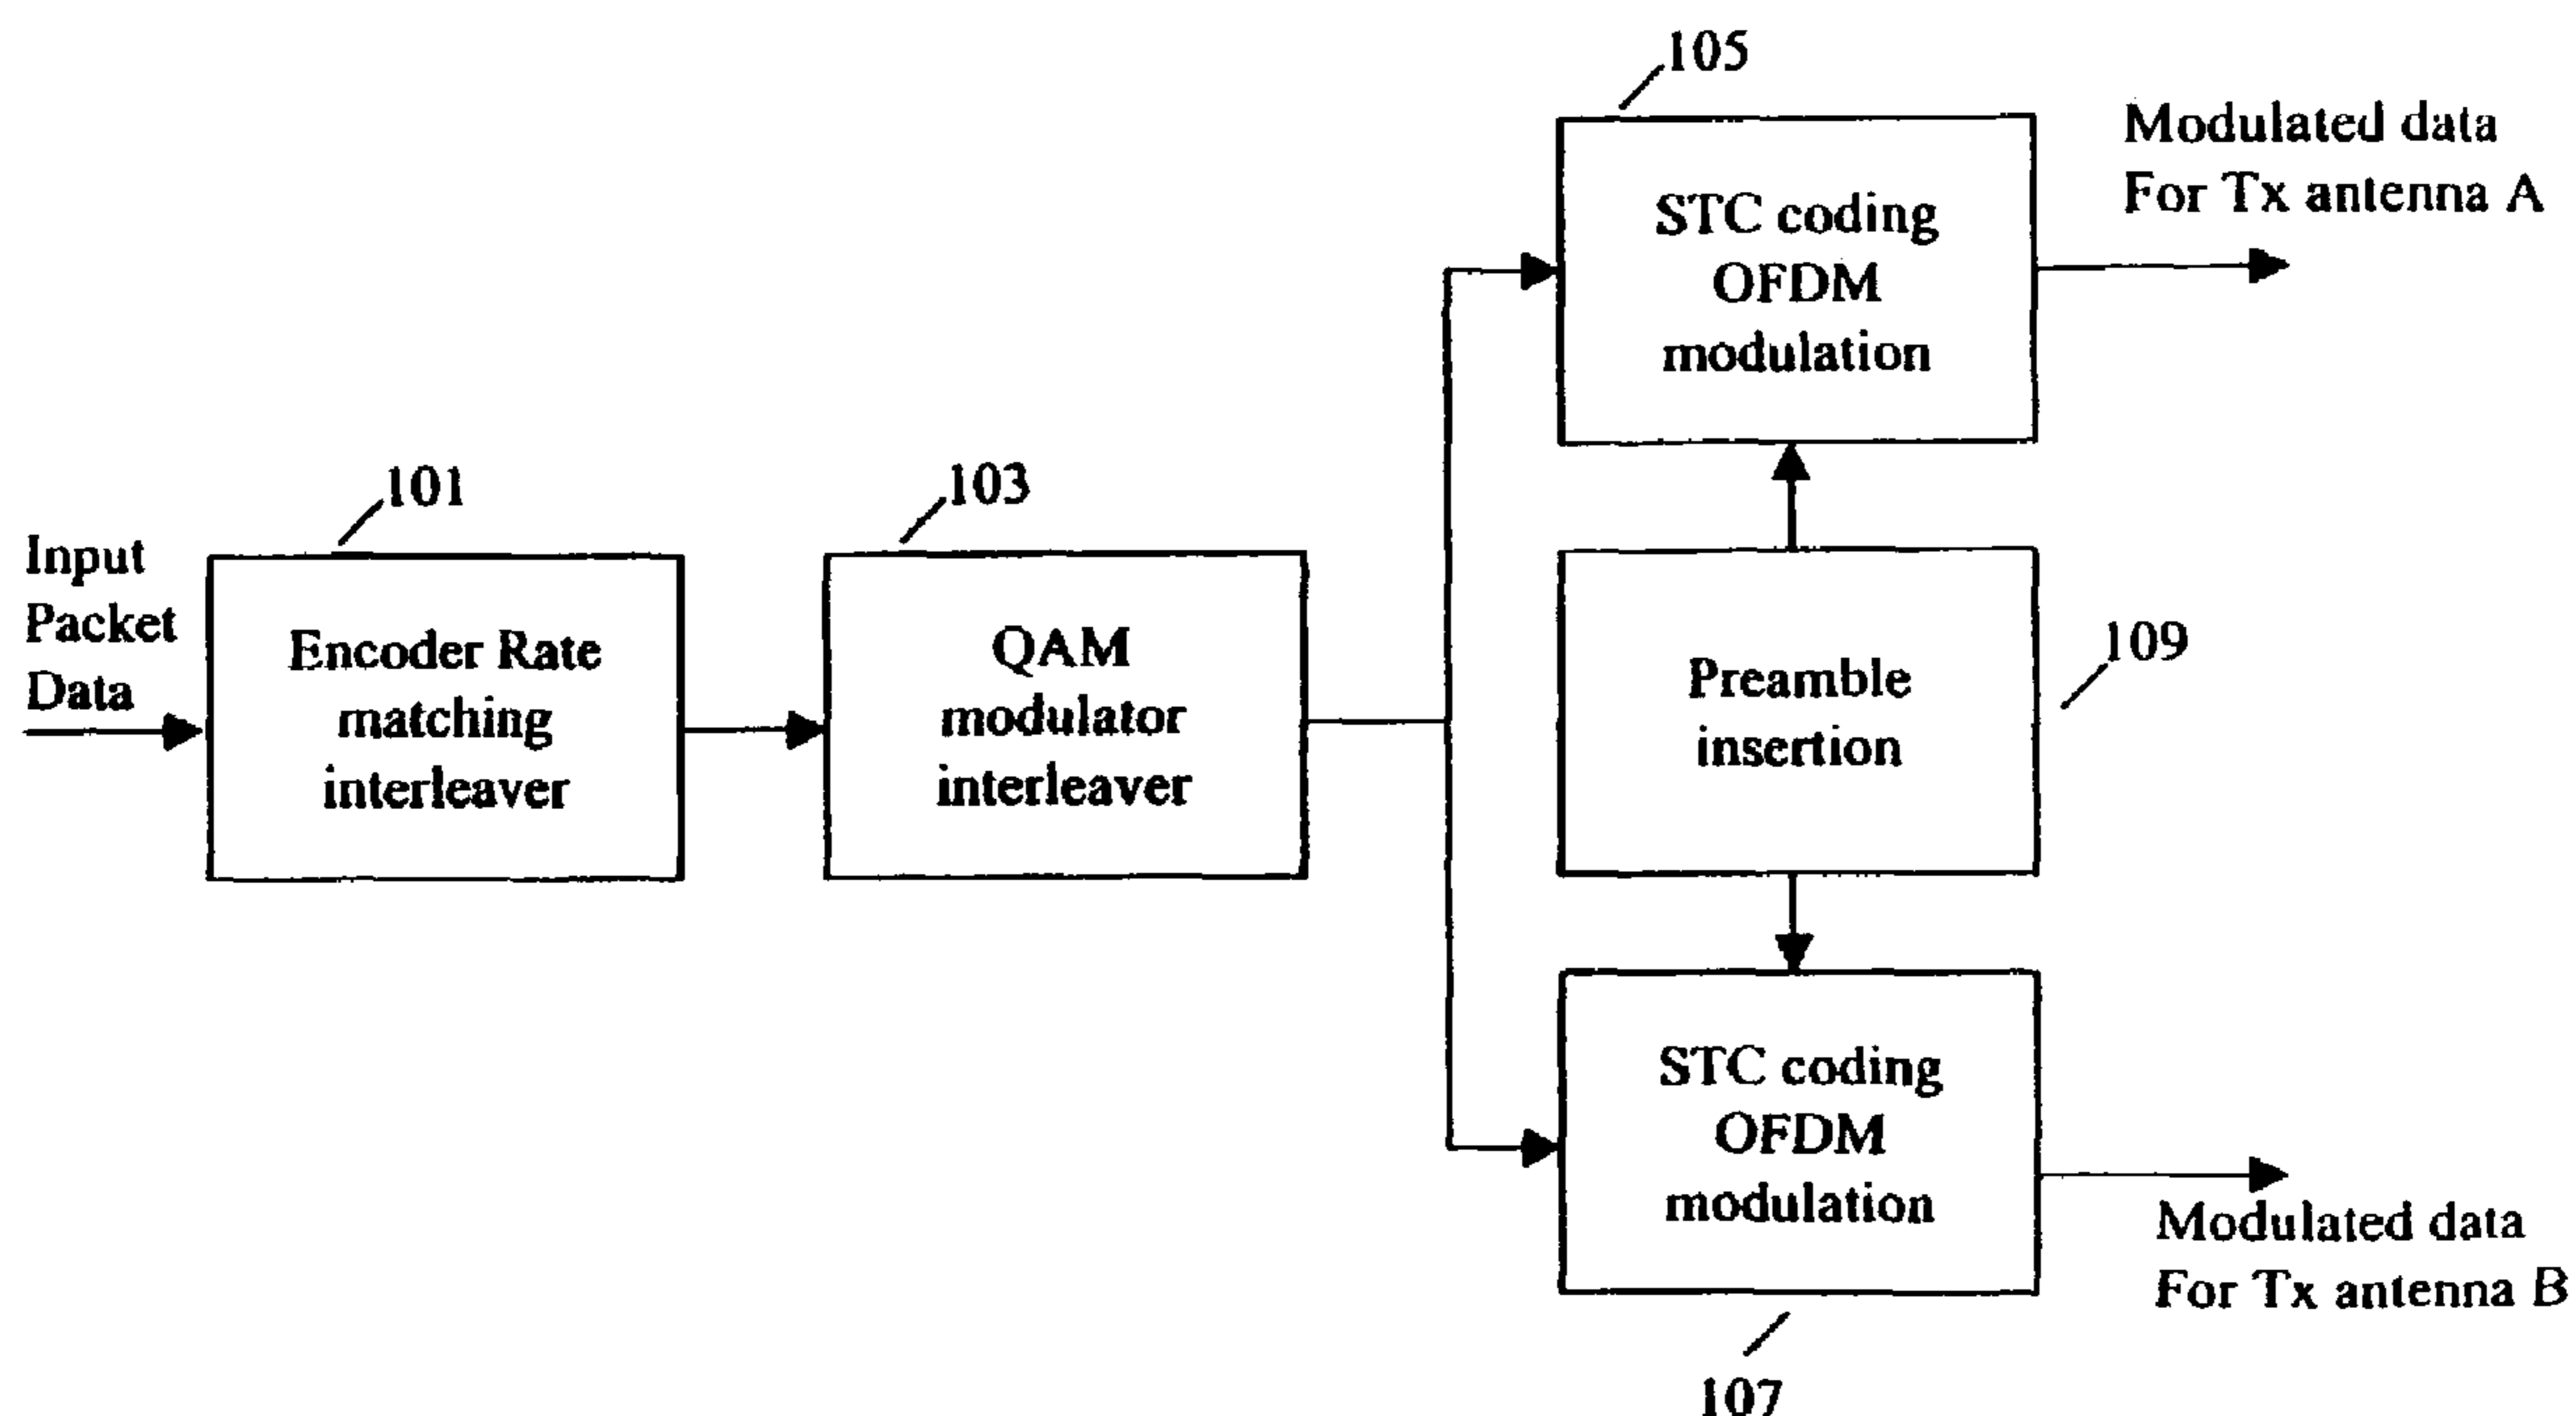 105
Modulated data
For Tx antenna A
STC coding
OFDM
modulation
101
103
Input
Packet
Data
Encoder Rate
matching
interleaver
QAM
modulator
interleaver
Preamble
insertion
109
STC coding
OFDM
modulation
Modulated data
For Tx antenna B
107